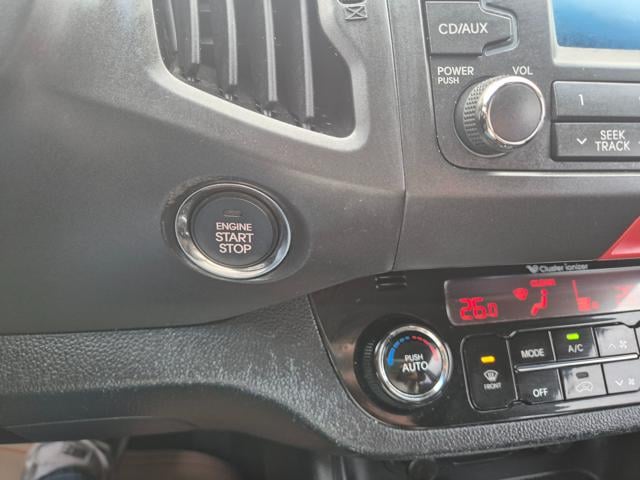 CD/AUX
POWER
PUSH
VOL
1
SEEK
TRACK
ENGINE
START
STOP
Cluster ionizer
26.0
CLEAN
PUSH
AUTO
MODE
A/C
FRONT
OFF